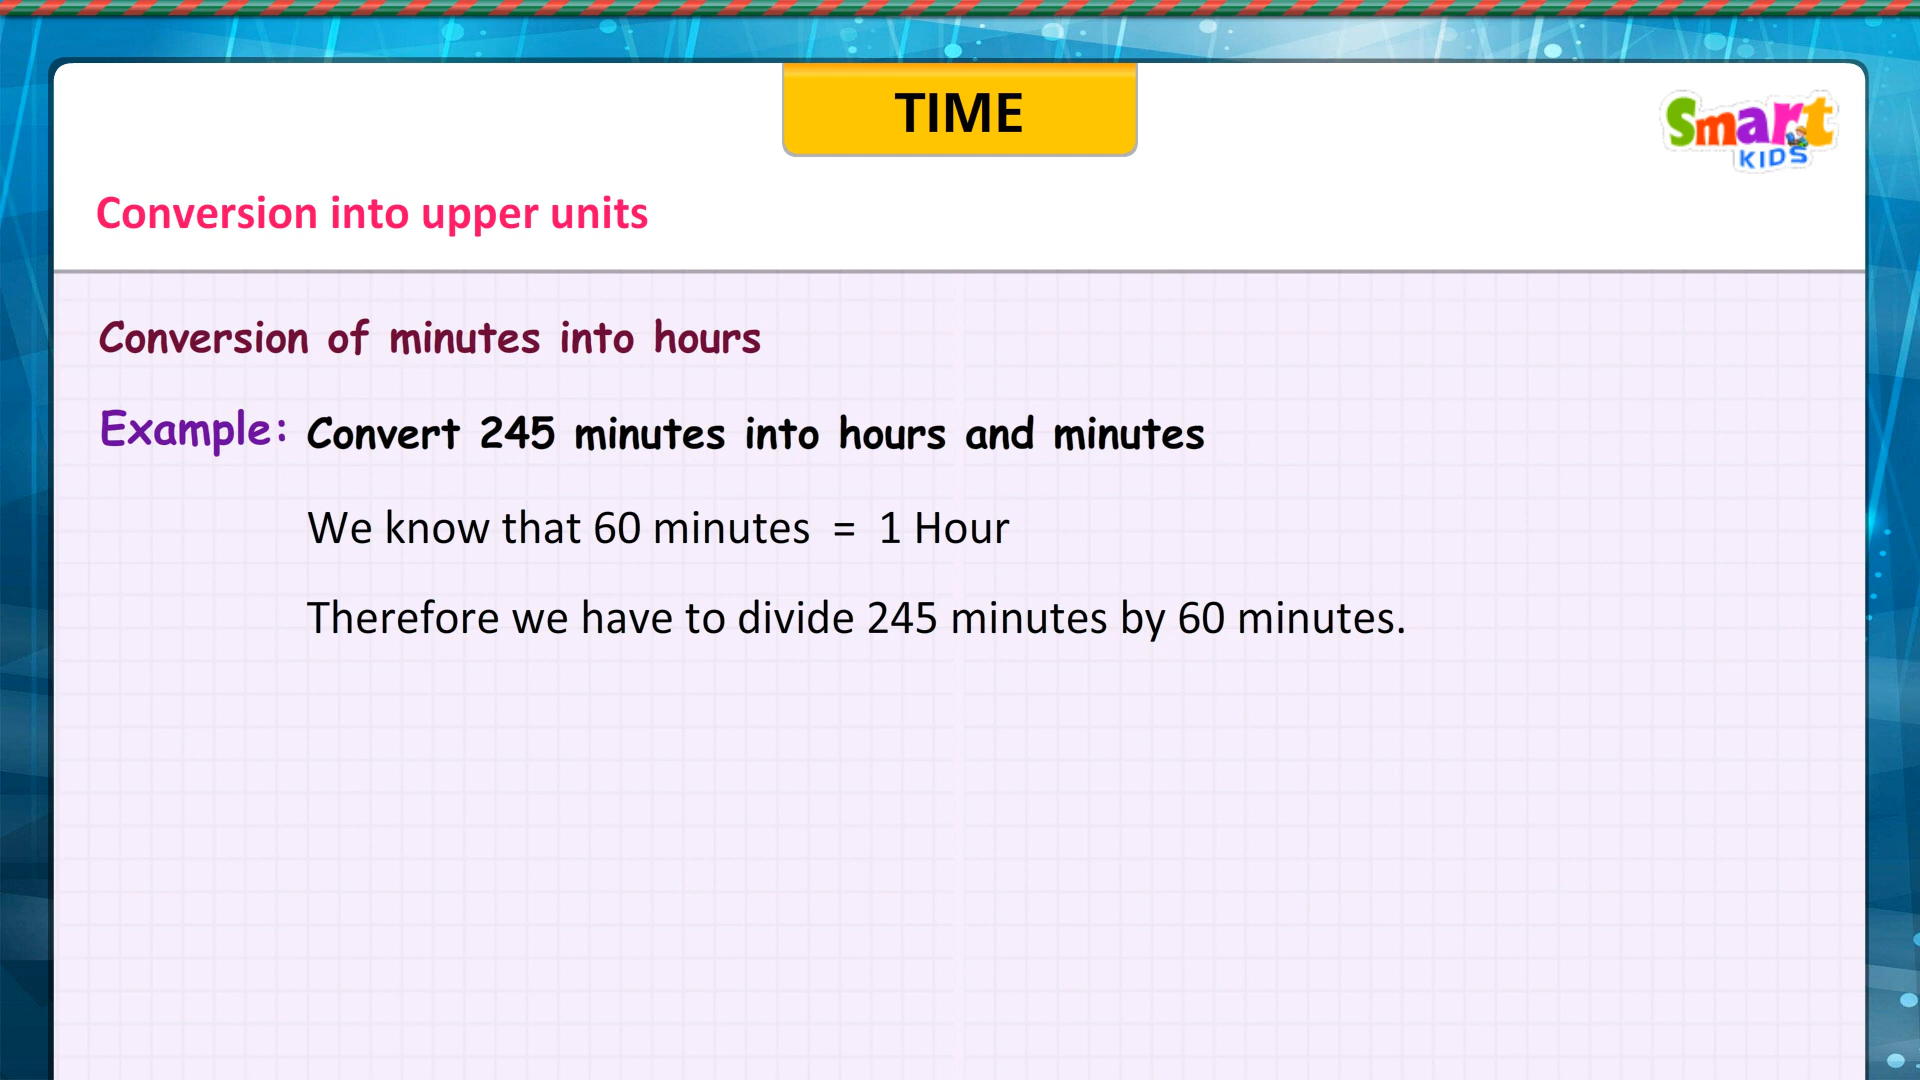 TIME
Smart
KIDS
Conversion into upper units
Conversion of minutes into hours
Example: Convert 245 minutes into hours and minutes
We know that 60 minutes = 1 Hour
Therefore we have to divide 245 minutes by 60 minutes.